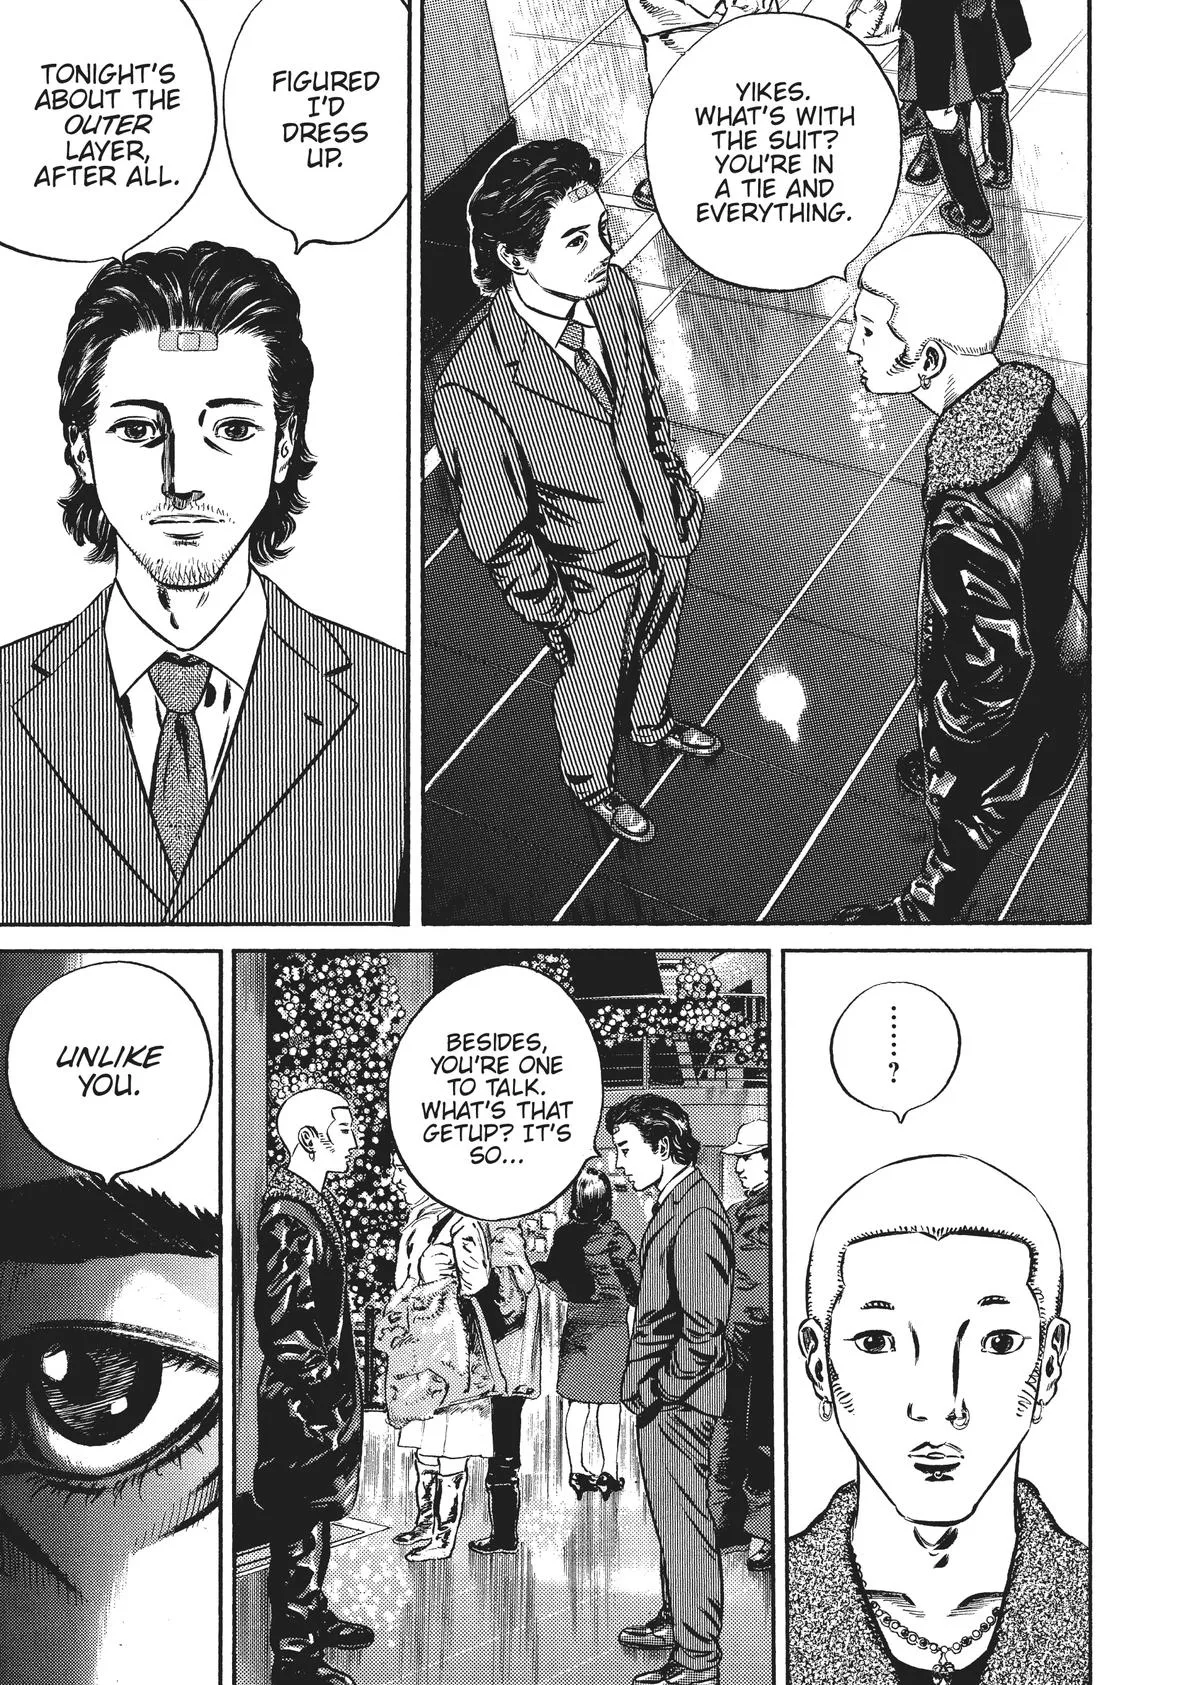 YIKES.
WHAT'S WITH
THE SUIT?
YOU'RE IN
A TIE AND
EVERYTHING.
FIGURED
I'D
DRESS
UP.
TONIGHT'S
ABOUT THE
OUTER
LAYER,
AFTER ALL.
......?
BESIDES,
YOU'RE ONE
TO TALK.
WHAT'S THAT
GETUP? IT'S
SO...
UNLIKE
YOU.